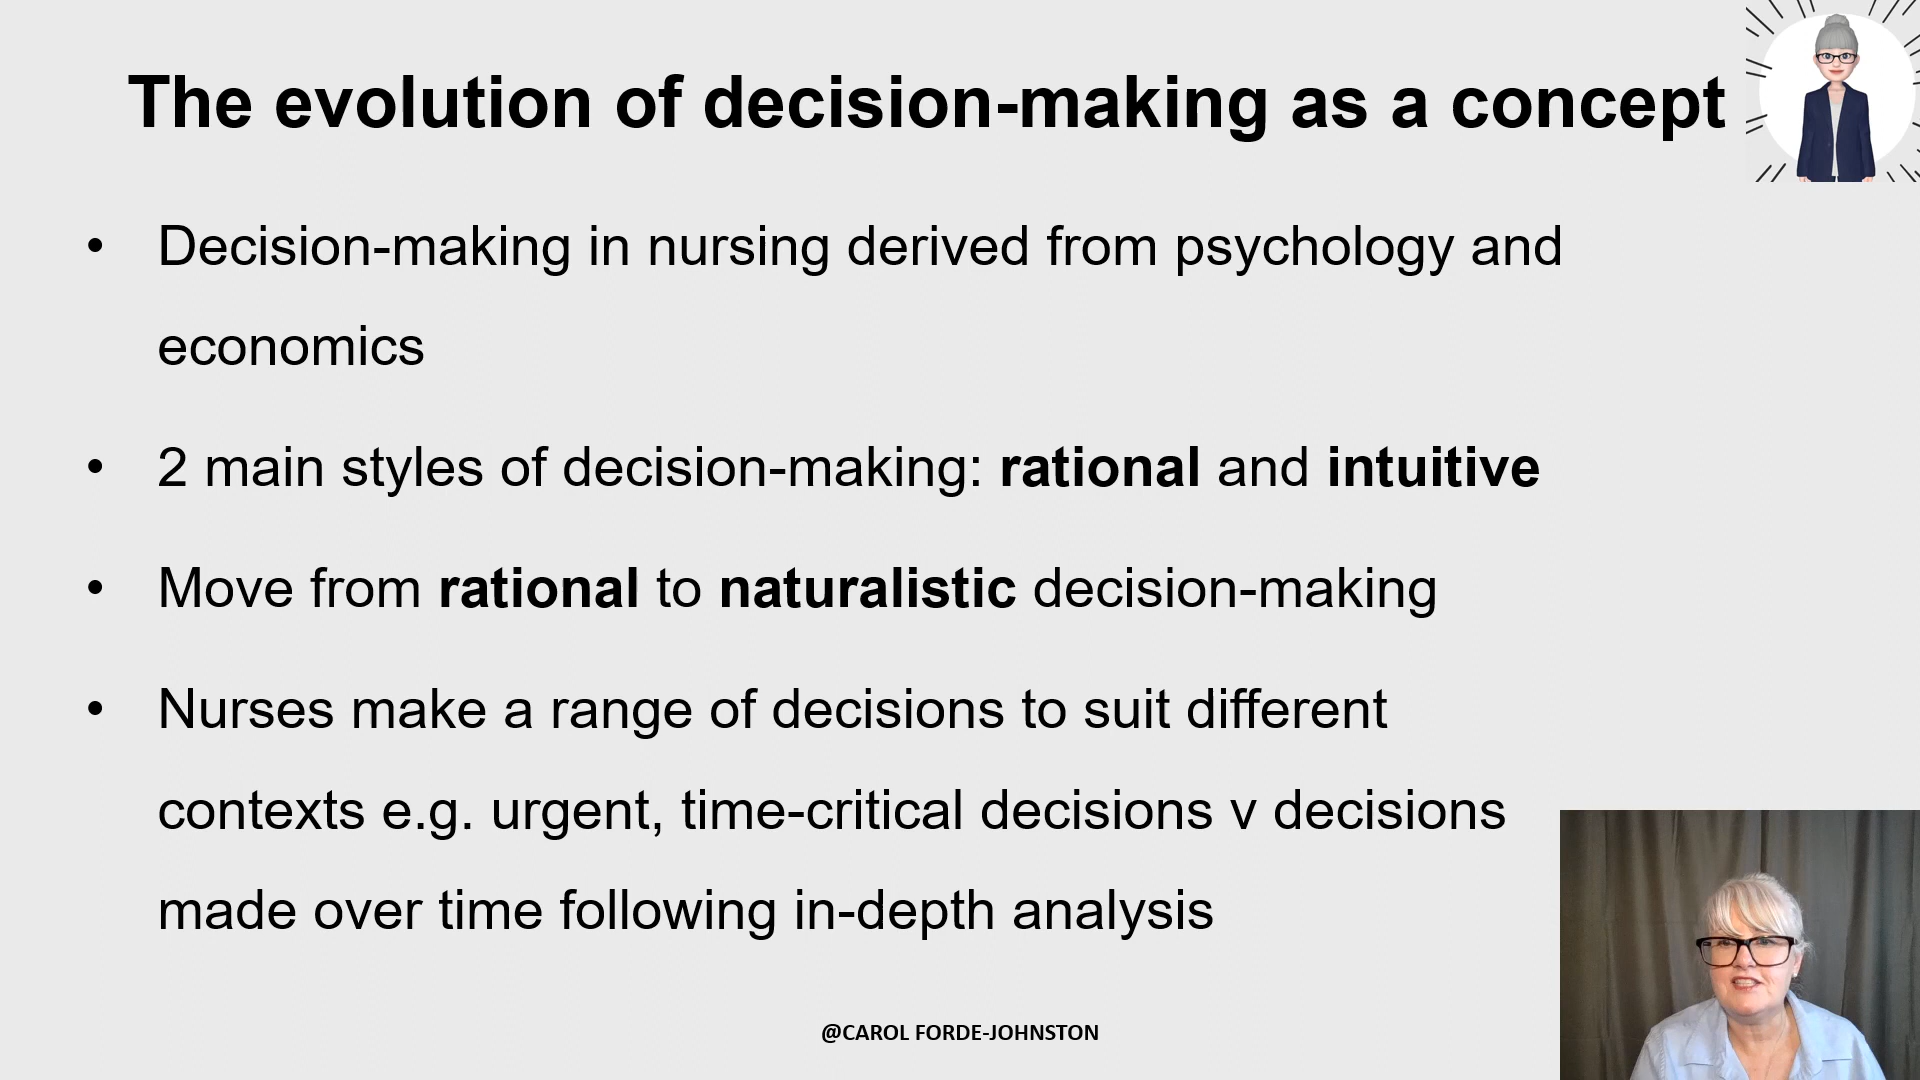 The evolution of decision-making as a concept
• Decision-making in nursing derived from psychology and
economics
• 2 main styles of decision-making: rational and intuitive
• Move from rational to naturalistic decision-making
• Nurses make a range of decisions to suit different
contexts e.g. urgent, time-critical decisions v decisions
made over time following in-depth analysis
@CAROL FORDE-JOHNSTON